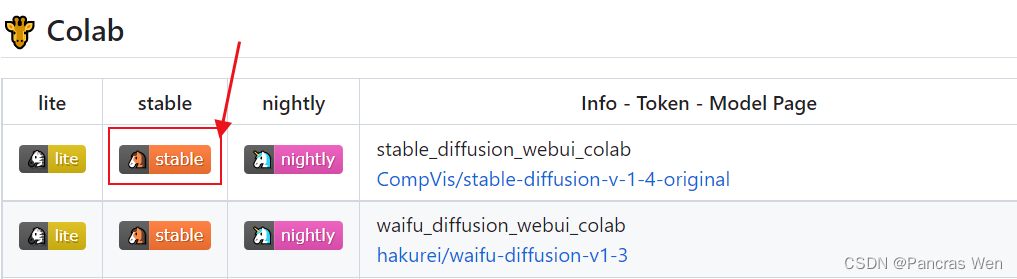 Colab
lite stable nightly Info - Token - Model Page
lite stable nightly stable_diffusion_webui_colab
CompVis/stable-diffusion-v-1-4-original
lite stable nightly waifu_diffusion_webui_colab
hakurei/waifu-diffusion-v1-3
CSDN @Pancras Wen